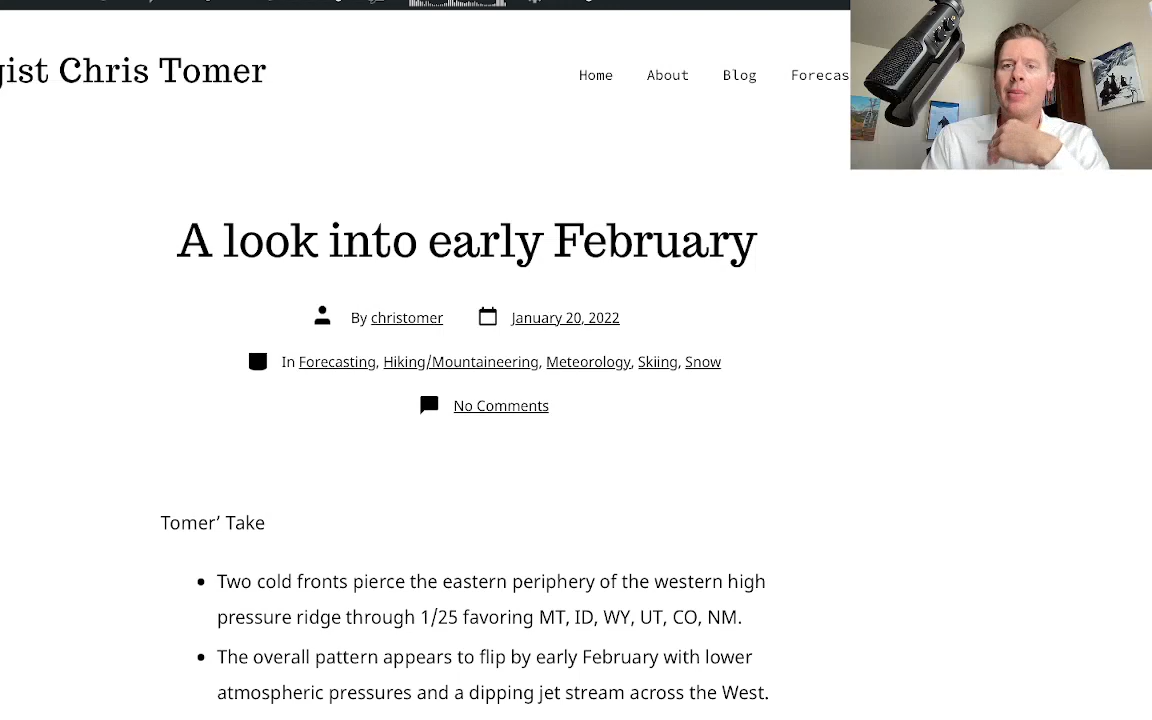 Chris Tomer
Home About Blog
A look into early February
By christomer January 20, 2022
In Forecasting, Hiking/Mountaineering, Meteorology, Skiing, Snow
No Comments
Tomer’ Take
• Two cold fronts pierce the eastern periphery of the western high
pressure ridge through 1/25 favoring MT, ID, WY, UT, CO, NM.
• The overall pattern appears to flip by early February with lower
atmospheric pressures and a dipping jet stream across the West.